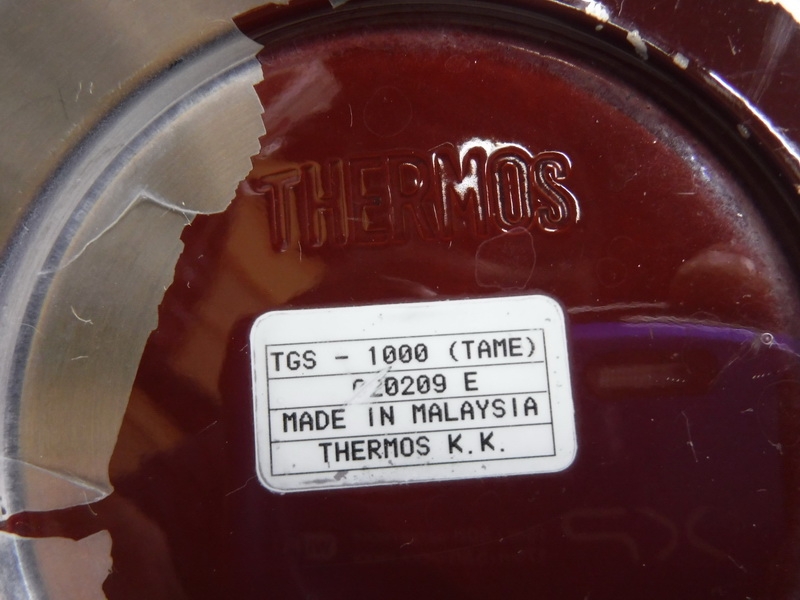 THERMOS
TGS - 1000 (TAME)
MADE IN MALAYSIA
THERMOS K.K.